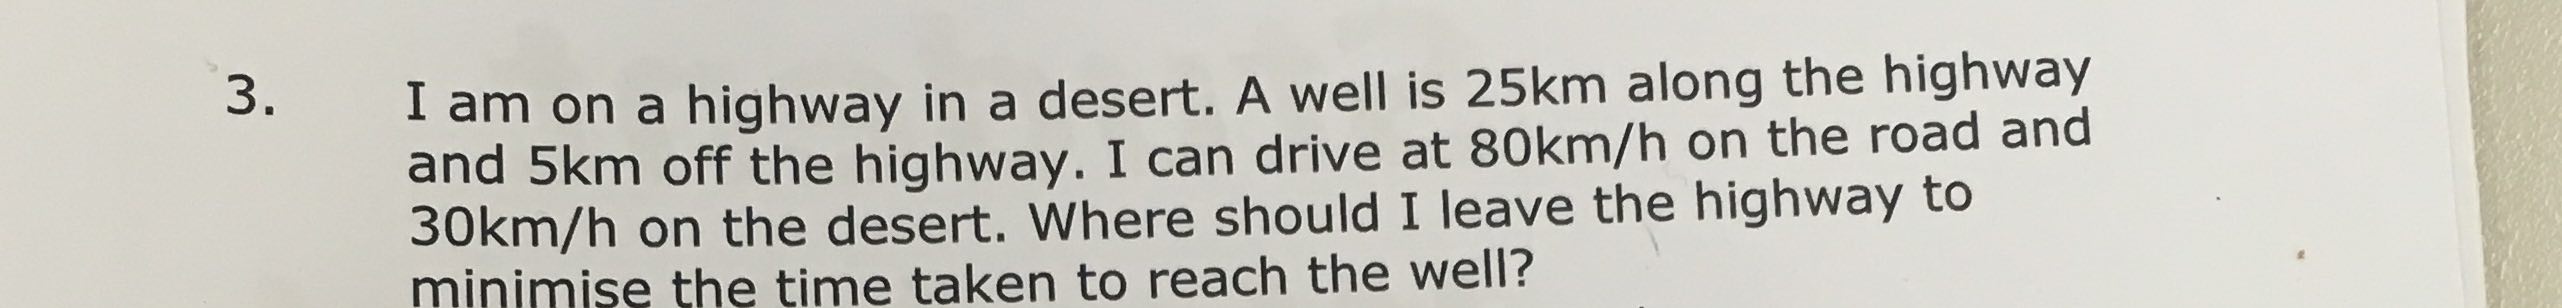 3. I am on a highway in a desert. A well is 25km along the highway
and 5km off the highway. I can drive at 80km/h on the road and
30km/h on the desert. Where should I leave the highway to
minimise the time taken to reach the well?